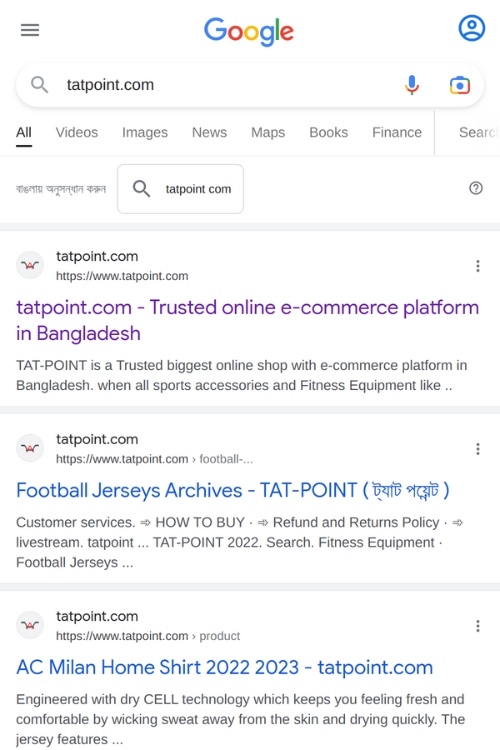 Google
tatpoint.com
All Videos Images News Maps Books Finance Searc
বাঙলায় অনুসন্ধান করুন tatpoint com
tatpoint.com
https://www.tatpoint.com
tatpoint.com - Trusted online e-commerce platform
in Bangladesh
TAT-POINT is a Trusted biggest online shop with e-commerce platform in
Bangladesh. when all sports accessories and Fitness Equipment like ..
tatpoint.com
https://www.tatpoint.com › football-...
Football Jerseys Archives - TAT-POINT ( ট্যাট পয়েন্ট )
Customer services. ➩ HOW TO BUY · ➩ Refund and Returns Policy · ➩
livestream. tatpoint ... TAT-POINT 2022. Search. Fitness Equipment ·
Football Jerseys ...
tatpoint.com
https://www.tatpoint.com › product
AC Milan Home Shirt 2022 2023 - tatpoint.com
Engineered with dry CELL technology which keeps you feeling fresh and
comfortable by wicking sweat away from the skin and drying quickly. The
jersey features ...